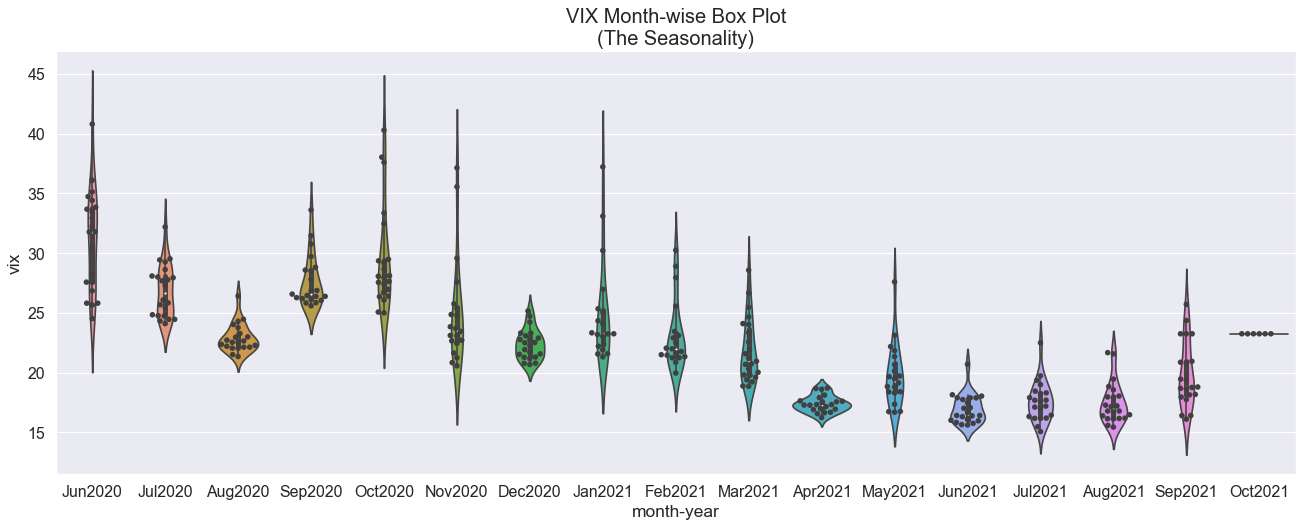 VIX Month-wise Box Plot
(The Seasonality)
45
40
35
30
25
20
15
vix
Jun2020 Jul2020 Aug2020 Sep2020 Oct2020 Nov2020 Dec2020 Jan2021 Feb2021 Mar2021 Apr2021 May2021 Jun2021 Jul2021 Aug2021 Sep2021 Oct2021
month-year